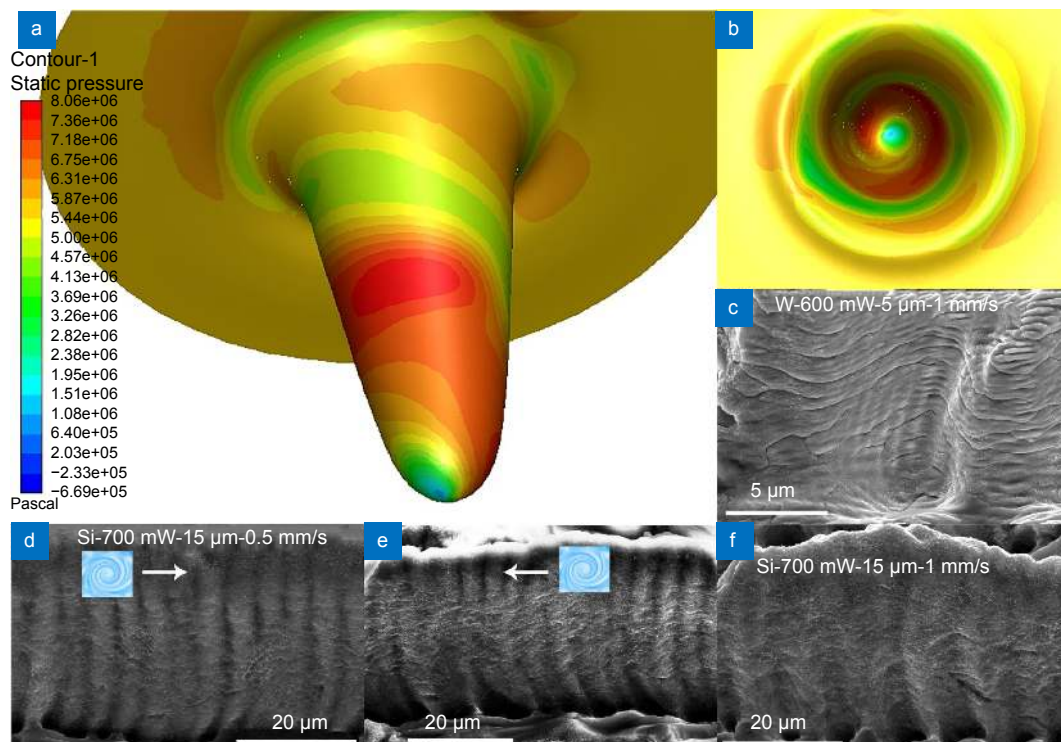 a
Contour-1
Static pressure
8.06e+06
7.36e+06
7.18e+06
6.75e+06
6.31e+06
5.87e+06
5.44e+06
5.00e+06
4.57e+06
4.13e+06
3.69e+06
3.26e+06
2.82e+06
2.38e+06
1.95e+06
1.51e+06
1.08e+06
6.40e+05
2.03e+05
−2.33e+05
−6.69e+05
Pascal
b
c
W-600 mW-5 μm-1 mm/s
5 μm
d
Si-700 mW-15 μm-0.5 mm/s
20 μm
e
20 μm
f
Si-700 mW-15 μm-1 mm/s
20 μm